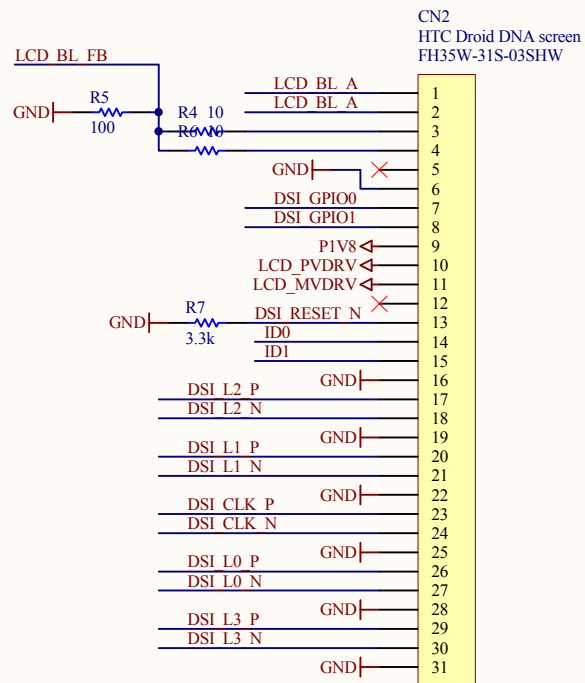 CN2
HTC Droid DNA screen
FH35W-31S-03SHW
LCD_BL_FB
LCD_BL_A
1
R5
R4 10
LCD_BL_A
2
GND
100
R6 10
3
4
GND
5
6
DSI_GPIO0
7
DSI_GPIO1
8
P1V8
9
LCD_PVDRV
10
LCD_MVDRV
11
12
R7
GND
3.3k
DSI_RESET_N
13
ID0
14
ID1
15
GND
16
DSI_L2_P
17
DSI_L2_N
18
GND
19
DSI_L1_P
20
DSI_L1_N
21
GND
22
DSI_CLK_P
23
DSI_CLK_N
24
GND
25
DSI_L0_P
26
DSI_L0_N
27
GND
28
DSI_L3_P
29
DSI_L3_N
30
GND
31